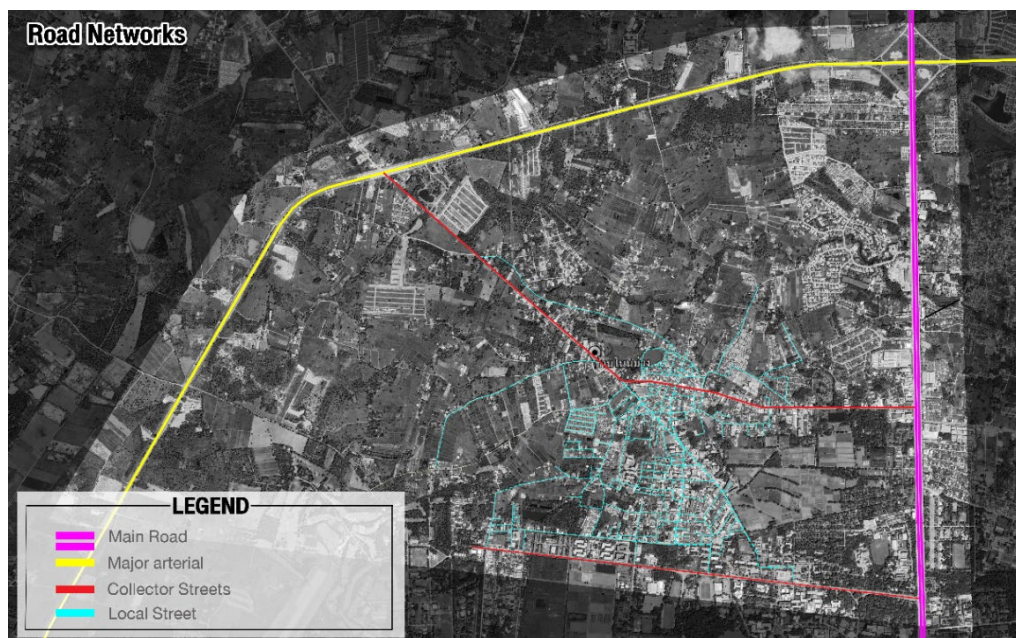 Road Networks
LEGEND
Main Road
Major arterial
Collector Streets
Local Street